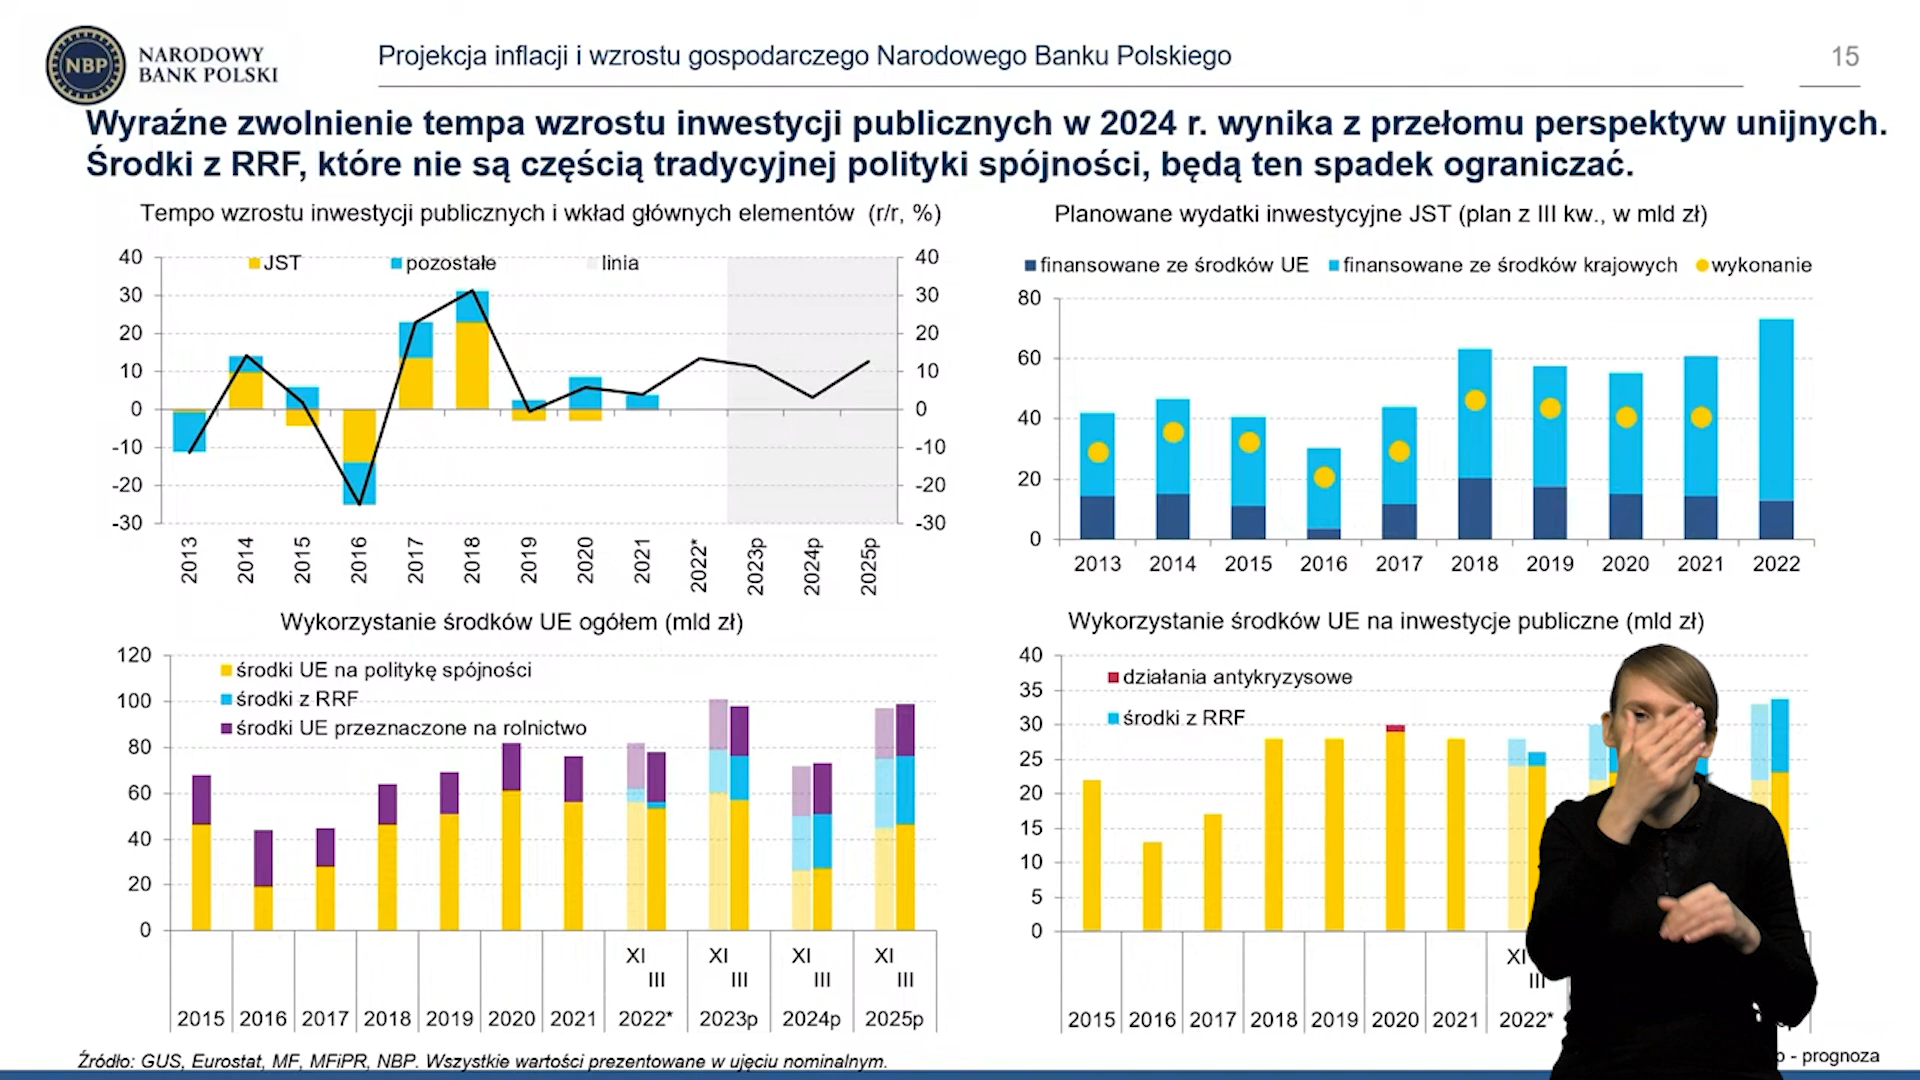 NBP
NARODOWY
BANK POLSKI
Projekcja inflacji i wzrostu gospodarczego Narodowego Banku Polskiego
15
Wyraźne zwolnienie tempa wzrostu inwestycji publicznych w 2024 r. wynika z przełomu perspektyw unijnych.
Środki z RRF, które nie są częścią tradycyjnej polityki spójności, będą ten spadek ograniczać.
Tempo wzrostu inwestycji publicznych i wkład głównych elementów (r/r, %)
JST pozostałe linia
40 40
30 30
20 20
10 10
0 0
-10 -10
-20 -20
-30 -30
2013 2014 2015 2016 2017 2018 2019 2020 2021 2022* 2023p 2024p 2025p
Planowane wydatki inwestycyjne JST (plan z III kw., w mld zł)
finansowane ze środków UE finansowane ze środków krajowych wykonanie
80
60
40
20
0
2013 2014 2015 2016 2017 2018 2019 2020 2021 2022
Wykorzystanie środków UE ogółem (mld zł)
środki UE na politykę spójności
środki z RRF
środki UE przeznaczone na rolnictwo
120
100
80
60
40
20
0
XI XI XI XI
III III III III
2015 2016 2017 2018 2019 2020 2021 2022* 2023p 2024p 2025p
Wykorzystanie środków UE na inwestycje publiczne (mld zł)
działania antykryzysowe
środki z RRF
40
35
30
25
20
15
10
5
0
XI
III
2015 2016 2017 2018 2019 2020 2021 2022*
Źródło: GUS, Eurostat, MF, MFiPR, NBP. Wszystkie wartości prezentowane w ujęciu nominalnym.
p - prognoza